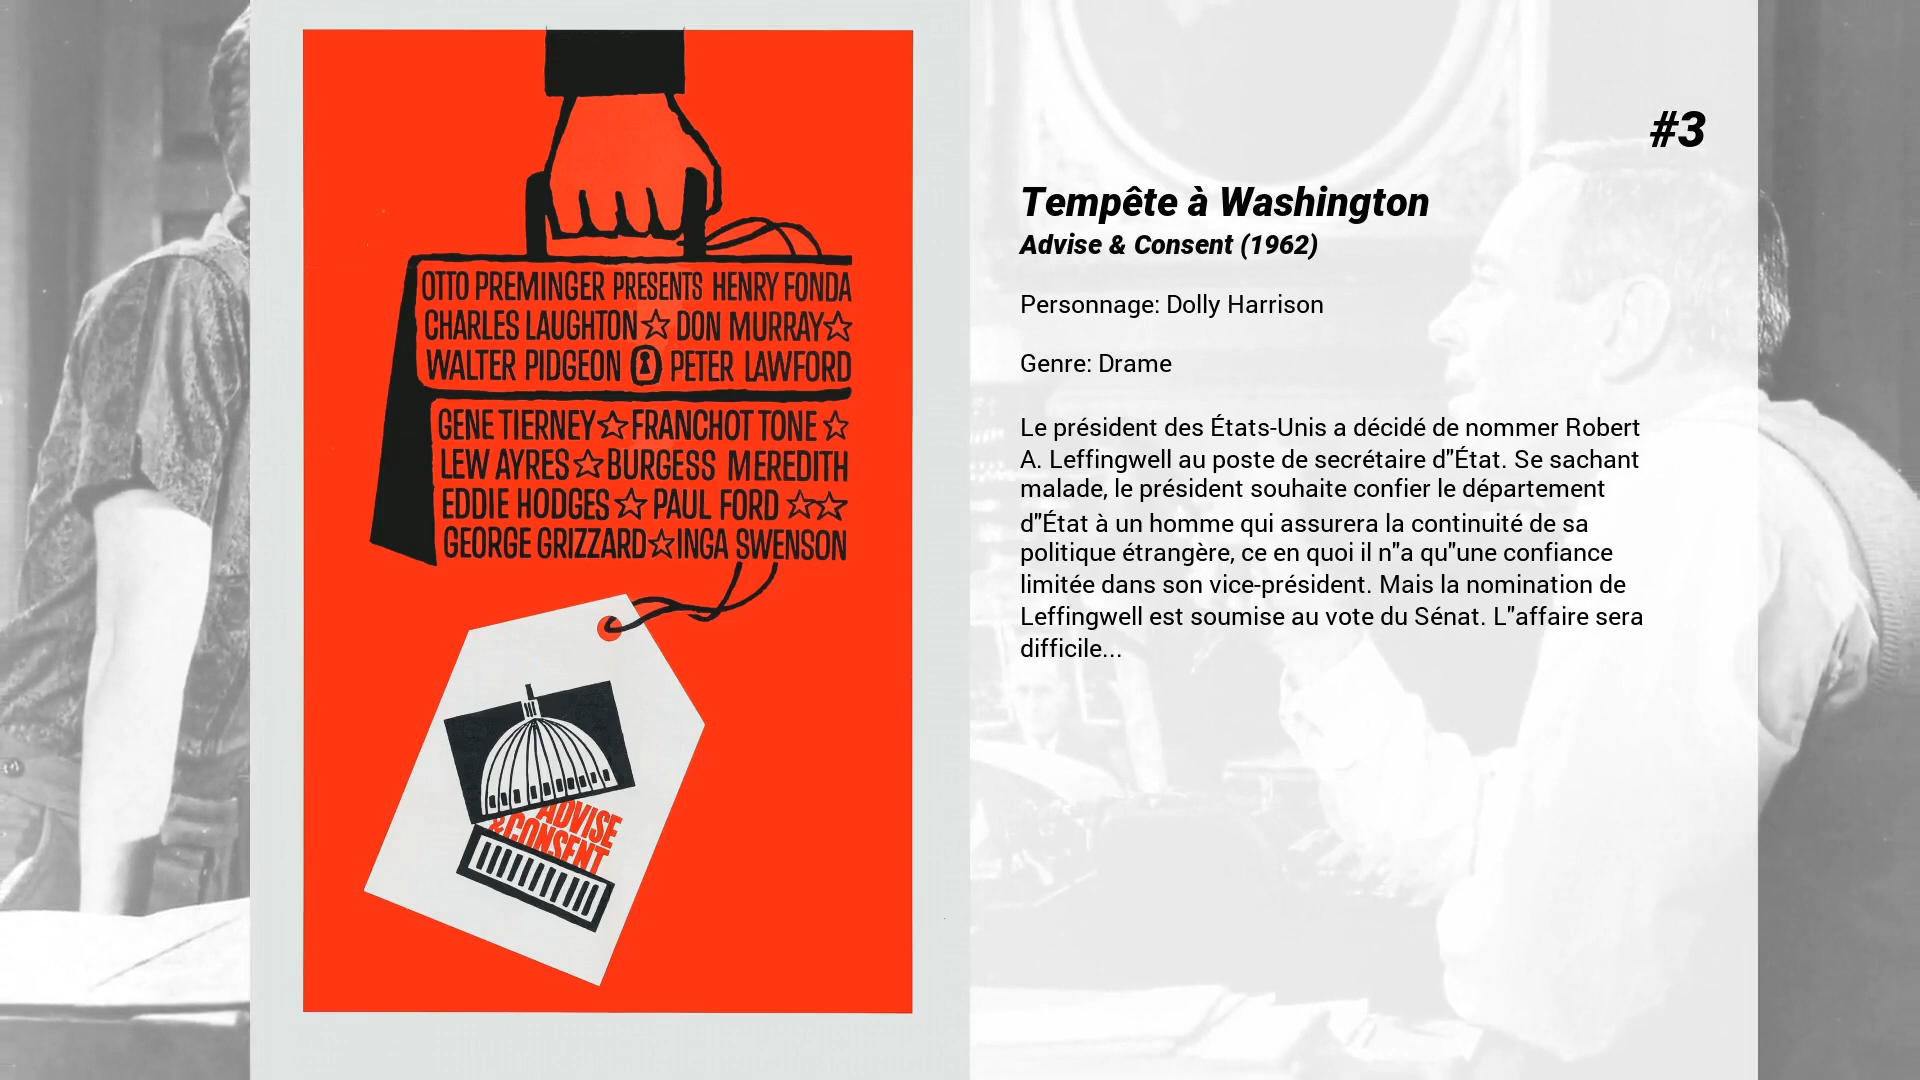 OTTO PREMINGER PRESENTS HENRY FONDA
CHARLES LAUGHTON ☆ DON MURRAY ☆
WALTER PIDGEON PETER LAWFORD
GENE TIERNEY ☆ FRANCHOT TONE ☆
LEW AYRES ☆ BURGESS MEREDITH
EDDIE HODGES ☆ PAUL FORD ☆☆
GEORGE GRIZZARD ☆ INGA SWENSON
ADVISE
&CONSENT
#3
Tempête à Washington
Advise & Consent (1962)
Personnage: Dolly Harrison
Genre: Drame
Le président des États-Unis a décidé de nommer Robert
A. Leffingwell au poste de secrétaire d"État. Se sachant
malade, le président souhaite confier le département
d"État à un homme qui assurera la continuité de sa
politique étrangère, ce en quoi il n"a qu"une confiance
limitée dans son vice-président. Mais la nomination de
Leffingwell est soumise au vote du Sénat. L"affaire sera
difficile...